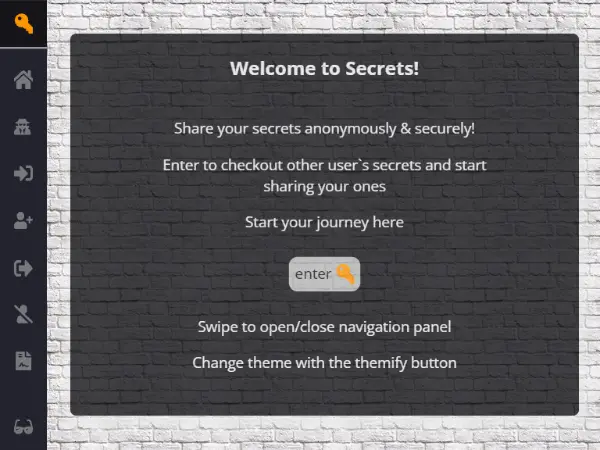 Welcome to Secrets!
Share your secrets anonymously & securely!
Enter to checkout other user`s secrets and start
sharing your ones
Start your journey here
enter
Swipe to open/close navigation panel
Change theme with the themify button